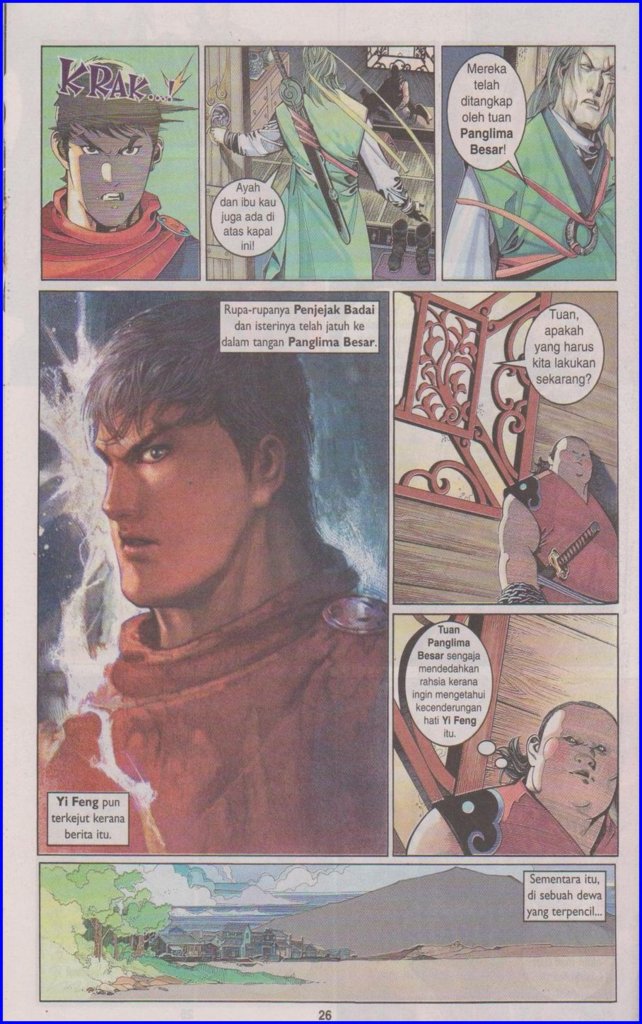 KRAK....!
Ayah
dan ibu kau
juga ada di
atas kapal
ini!
Mereka
telah
ditangkap
oleh tuan
Panglima
Besar!
Rupa-rupanya Penjejak Badai
dan isterinya telah jatuh ke
dalam tangan Panglima Besar.
Yi Feng pun
terkejut kerana
berita itu.
Tuan,
apakah
yang harus
kita lakukan
sekarang?
Tuan
Panglima
Besar sengaja
mendedahkan
rahsia kerana
ingin mengetahui
kecenderungan
hati Yi Feng
itu.
Sementara itu,
di sebuah dewa
yang terpencil...
26